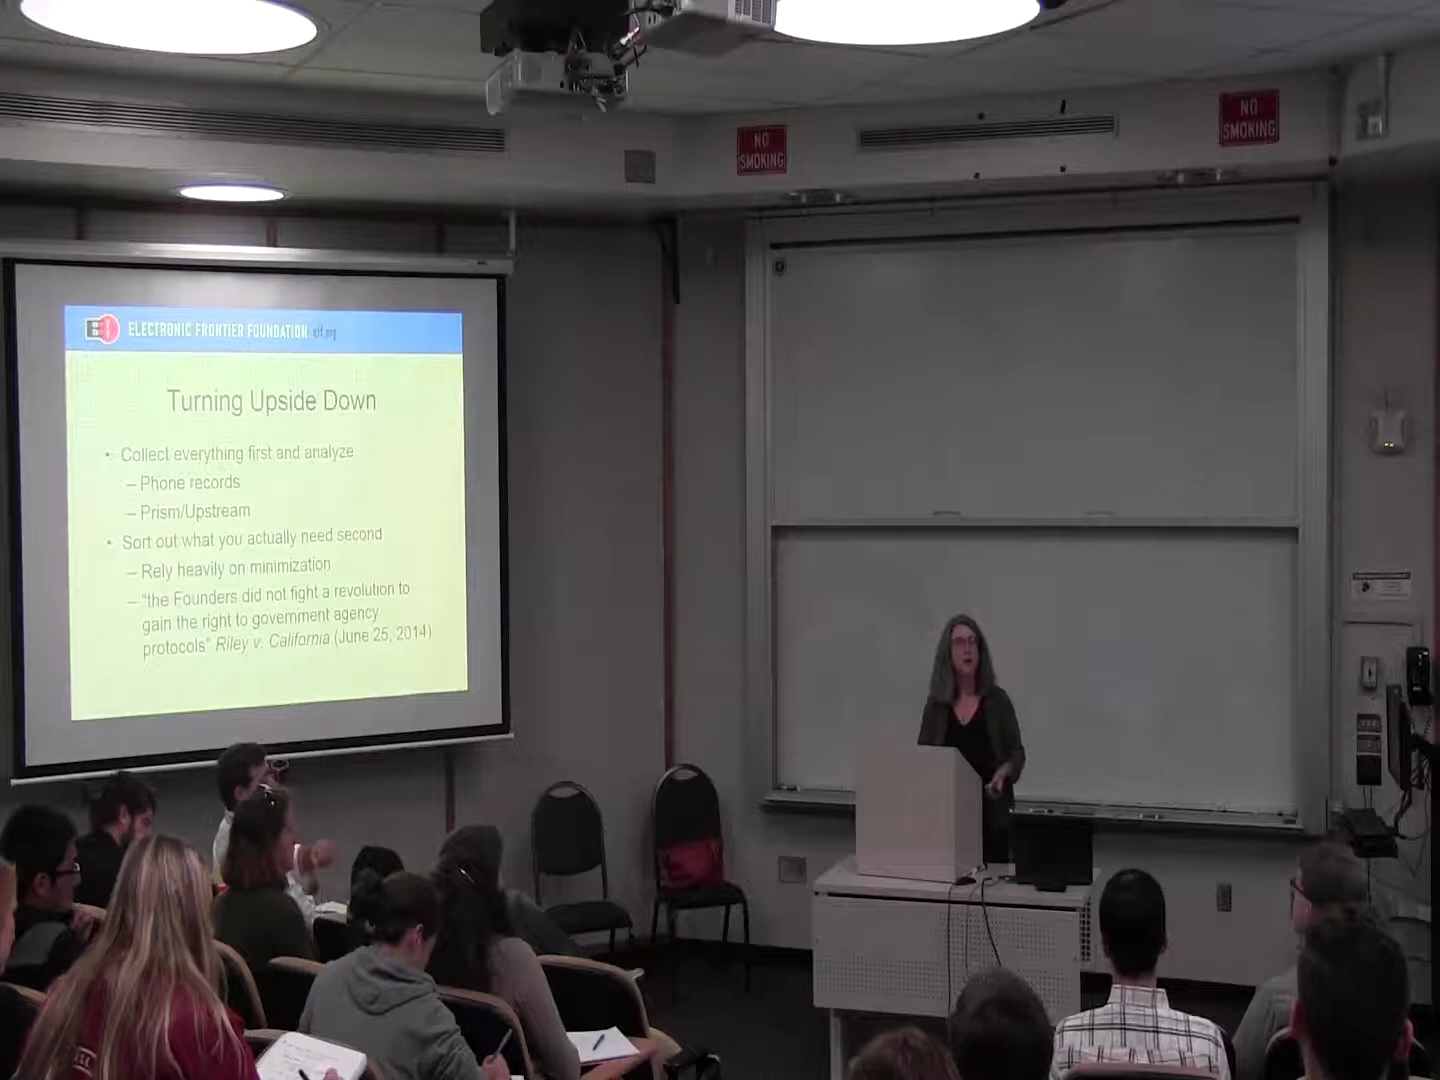 NO
SMOKING
NO
SMOKING
ELECTRONIC FRONTIER FOUNDATION eff.org
Turning Upside Down
• Collect everything first and analyze
– Phone records
– Prism/Upstream
• Sort out what you actually need second
– Rely heavily on minimization
– "the Founders did not fight a revolution to
gain the right to government agency
protocols" Riley v. California (June 25, 2014)